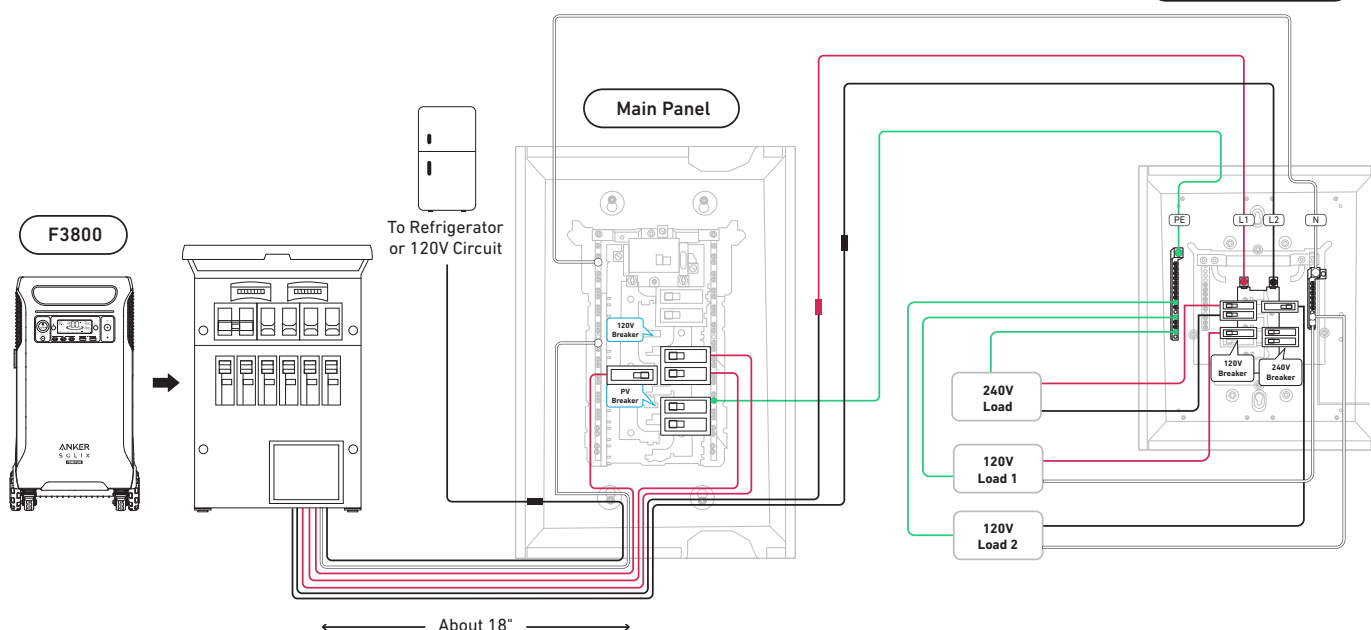 Main Panel
F3800
To Refrigerator
or 120V Circuit
PE
L1
L2
N
120V
Breaker
PV
Breaker
120V
Breaker
240V
Breaker
240V
Load
120V
Load 1
120V
Load 2
ANKER
SOLIX
About 18"